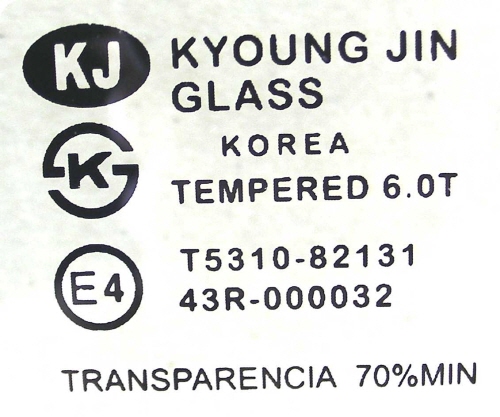 KJ KYOUNG JIN
GLASS
KOREA
K
TEMPERED 6.0T
T5310-82131
E4
43R-000032
TRANSPARENCIA 70%MIN